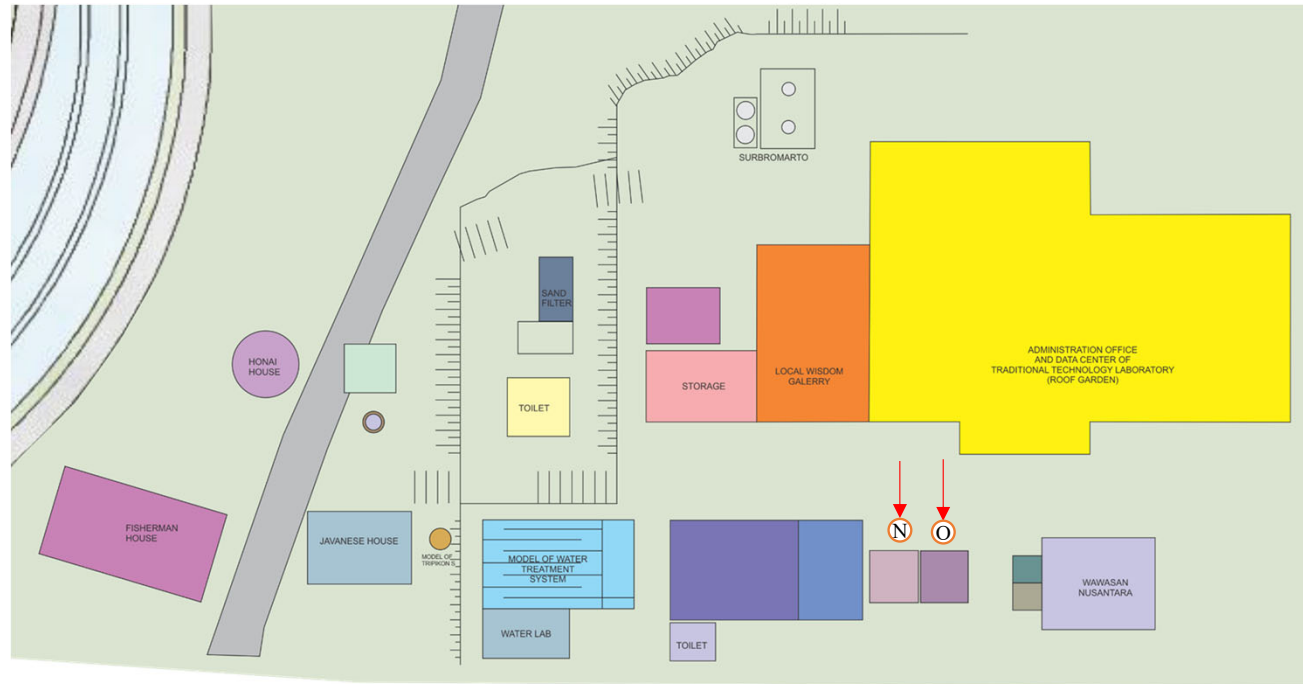 SURBROMARTO
SAND
FILTER
HONAI
HOUSE
TOILET
STORAGE
LOCAL WISDOM
GALERRY
ADMINISTRATION OFFICE
AND DATA CENTER OF
TRADITIONAL TECHNOLOGY LABORATORY
(ROOF GARDEN)
FISHERMAN
HOUSE
JAVANESE HOUSE
MODEL OF
TRIPIKON S
MODEL OF WATER
TREATMENT
SYSTEM
WATER LAB
TOILET
N
O
WAWASAN
NUSANTARA